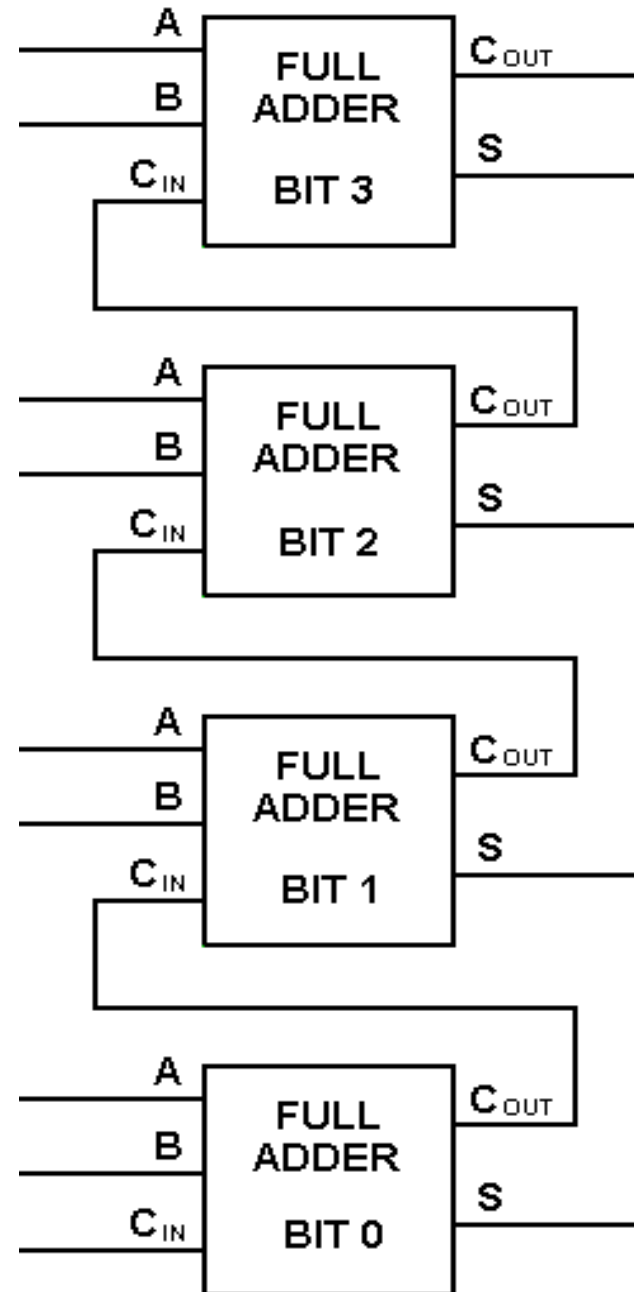 A
B
C IN
FULL
ADDER
BIT 3
C OUT
S
A
B
C IN
FULL
ADDER
BIT 2
C OUT
S
A
B
C IN
FULL
ADDER
BIT 1
C OUT
S
A
B
C IN
FULL
ADDER
BIT 0
C OUT
S